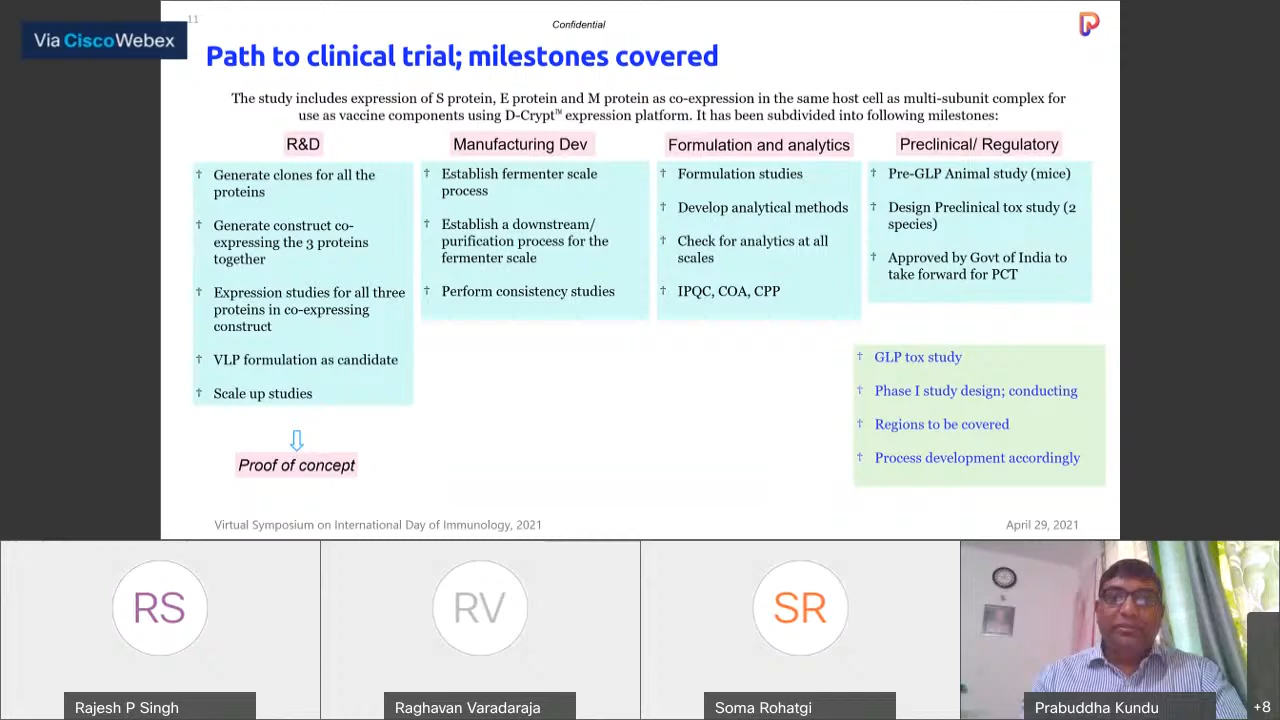 11
Confidential
Via CiscoWebex
Path to clinical trial; milestones covered
The study includes expression of S protein, E protein and M protein as co-expression in the same host cell as multi-subunit complex for
use as vaccine components using D-Crypt™ expression platform. It has been subdivided into following milestones:
R&D
† Generate clones for all the
proteins
† Generate construct co-
expressing the 3 proteins
together
† Expression studies for all three
proteins in co-expressing
construct
† VLP formulation as candidate
† Scale up studies
Proof of concept
Manufacturing Dev
† Establish fermenter scale
process
† Establish a downstream/
purification process for the
fermenter scale
† Perform consistency studies
Formulation and analytics
† Formulation studies
† Develop analytical methods
† Check for analytics at all
scales
† IPQC, COA, CPP
Preclinical/ Regulatory
† Pre-GLP Animal study (mice)
† Design Preclinical tox study (2
species)
† Approved by Govt of India to
take forward for PCT
† GLP tox study
† Phase I study design; conducting
† Regions to be covered
† Process development accordingly
Virtual Symposium on International Day of Immunology, 2021
April 29, 2021
RS
Rajesh P Singh
RV
Raghavan Varadaraja
SR
Soma Rohatgi
Prabuddha Kundu
+8